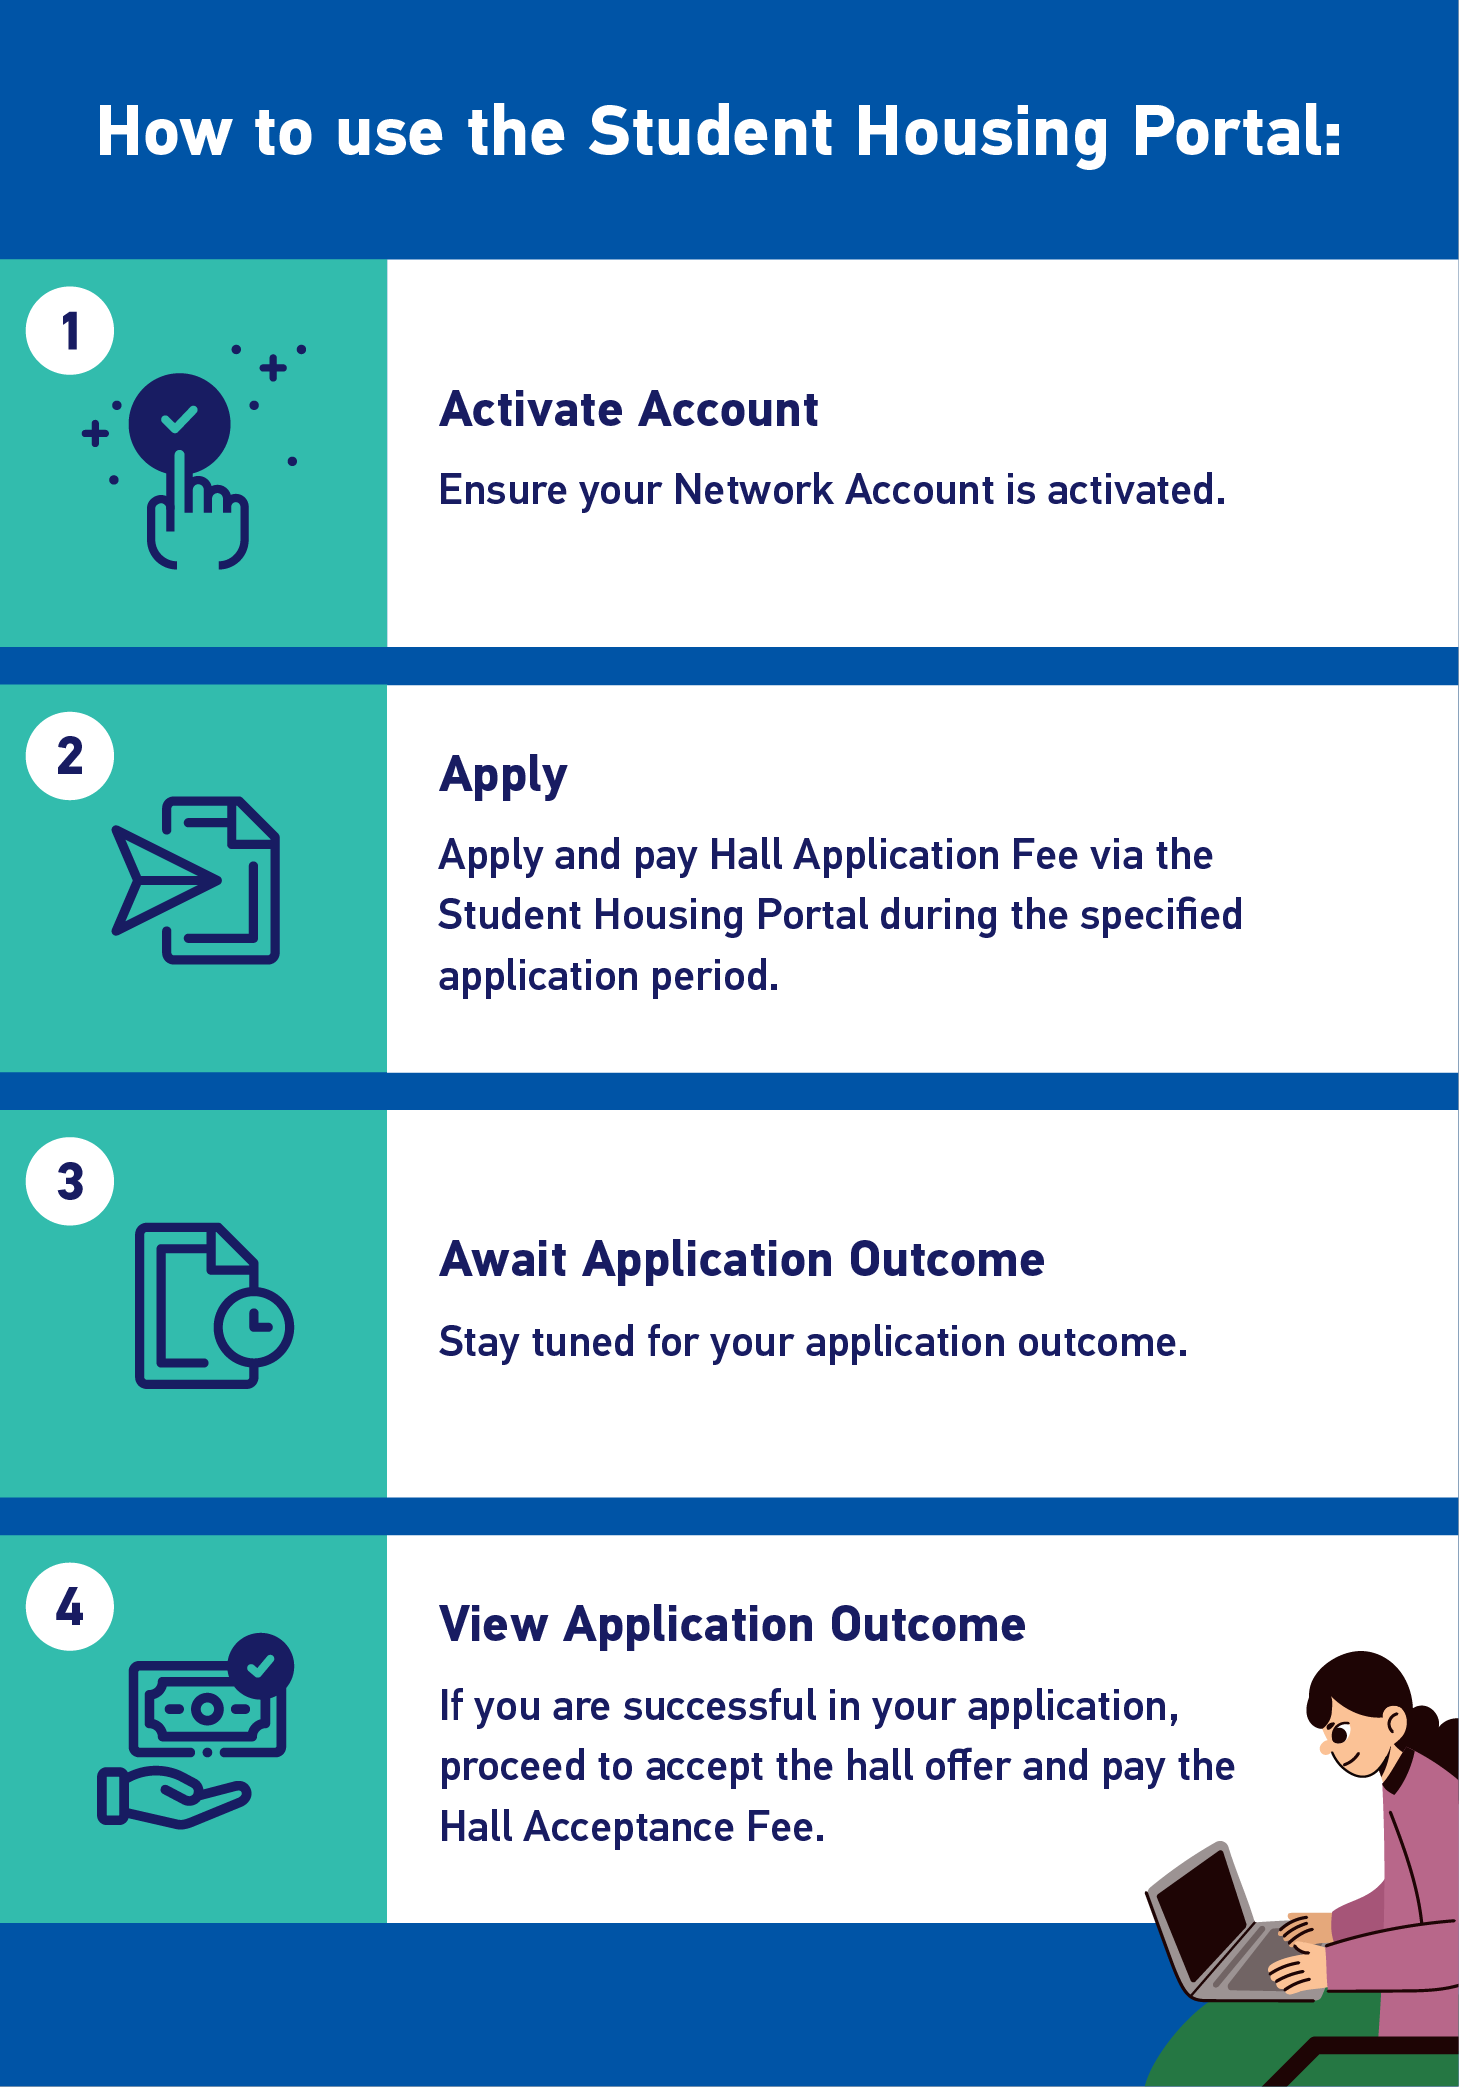 How to use the Student Housing Portal:
1
Activate Account
Ensure your Network Account is activated.
2
Apply
Apply and pay Hall Application Fee via the
Student Housing Portal during the specified
application period.
3
Await Application Outcome
Stay tuned for your application outcome.
4
View Application Outcome
If you are successful in your application,
proceed to accept the hall offer and pay the
Hall Acceptance Fee.